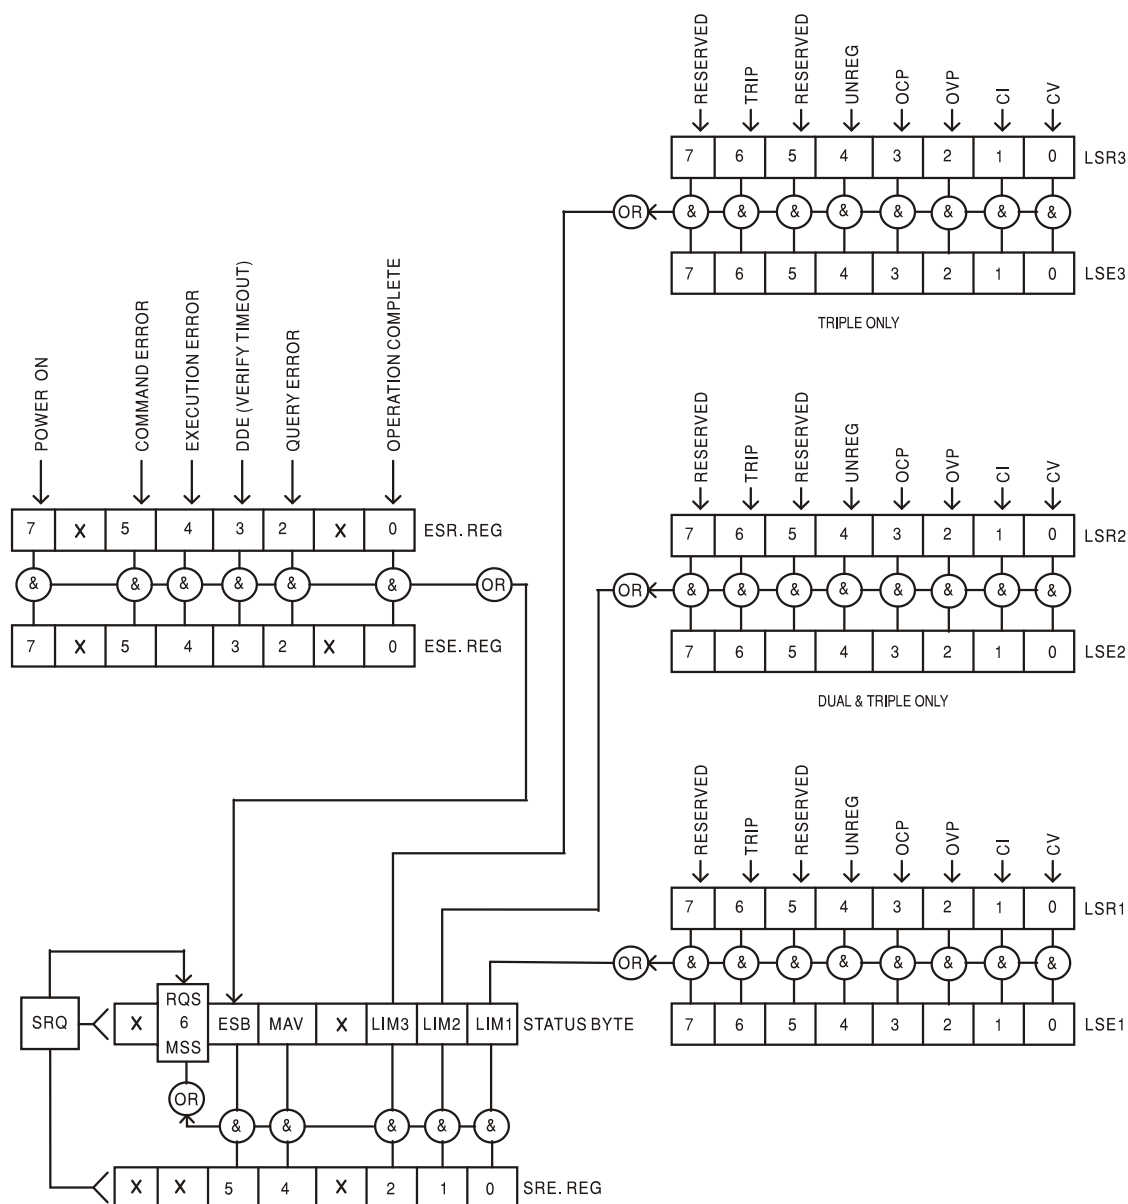 RESERVED TRIP RESERVED UNREG OCP OVP CI CV
7 6 5 4 3 2 1 0 LSR3
OR & & & & & & & &
7 6 5 4 3 2 1 0 LSE3
TRIPLE ONLY
POWER ON COMMAND ERROR EXECUTION ERROR DDE (VERIFY TIMEOUT) QUERY ERROR OPERATION COMPLETE
7 X 5 4 3 2 X 0 ESR. REG
& & & & & & OR
7 X 5 4 3 2 X 0 ESE. REG
RESERVED TRIP RESERVED UNREG OCP OVP CI CV
7 6 5 4 3 2 1 0 LSR2
OR & & & & & & & &
7 6 5 4 3 2 1 0 LSE2
DUAL & TRIPLE ONLY
RESERVED TRIP RESERVED UNREG OCP OVP CI CV
7 6 5 4 3 2 1 0 LSR1
OR & & & & & & & &
7 6 5 4 3 2 1 0 LSE1
SRQ X RQS 6 MSS ESB MAV X LIM3 LIM2 LIM1 STATUS BYTE
OR & & & & &
X X 5 4 X 2 1 0 SRE. REG